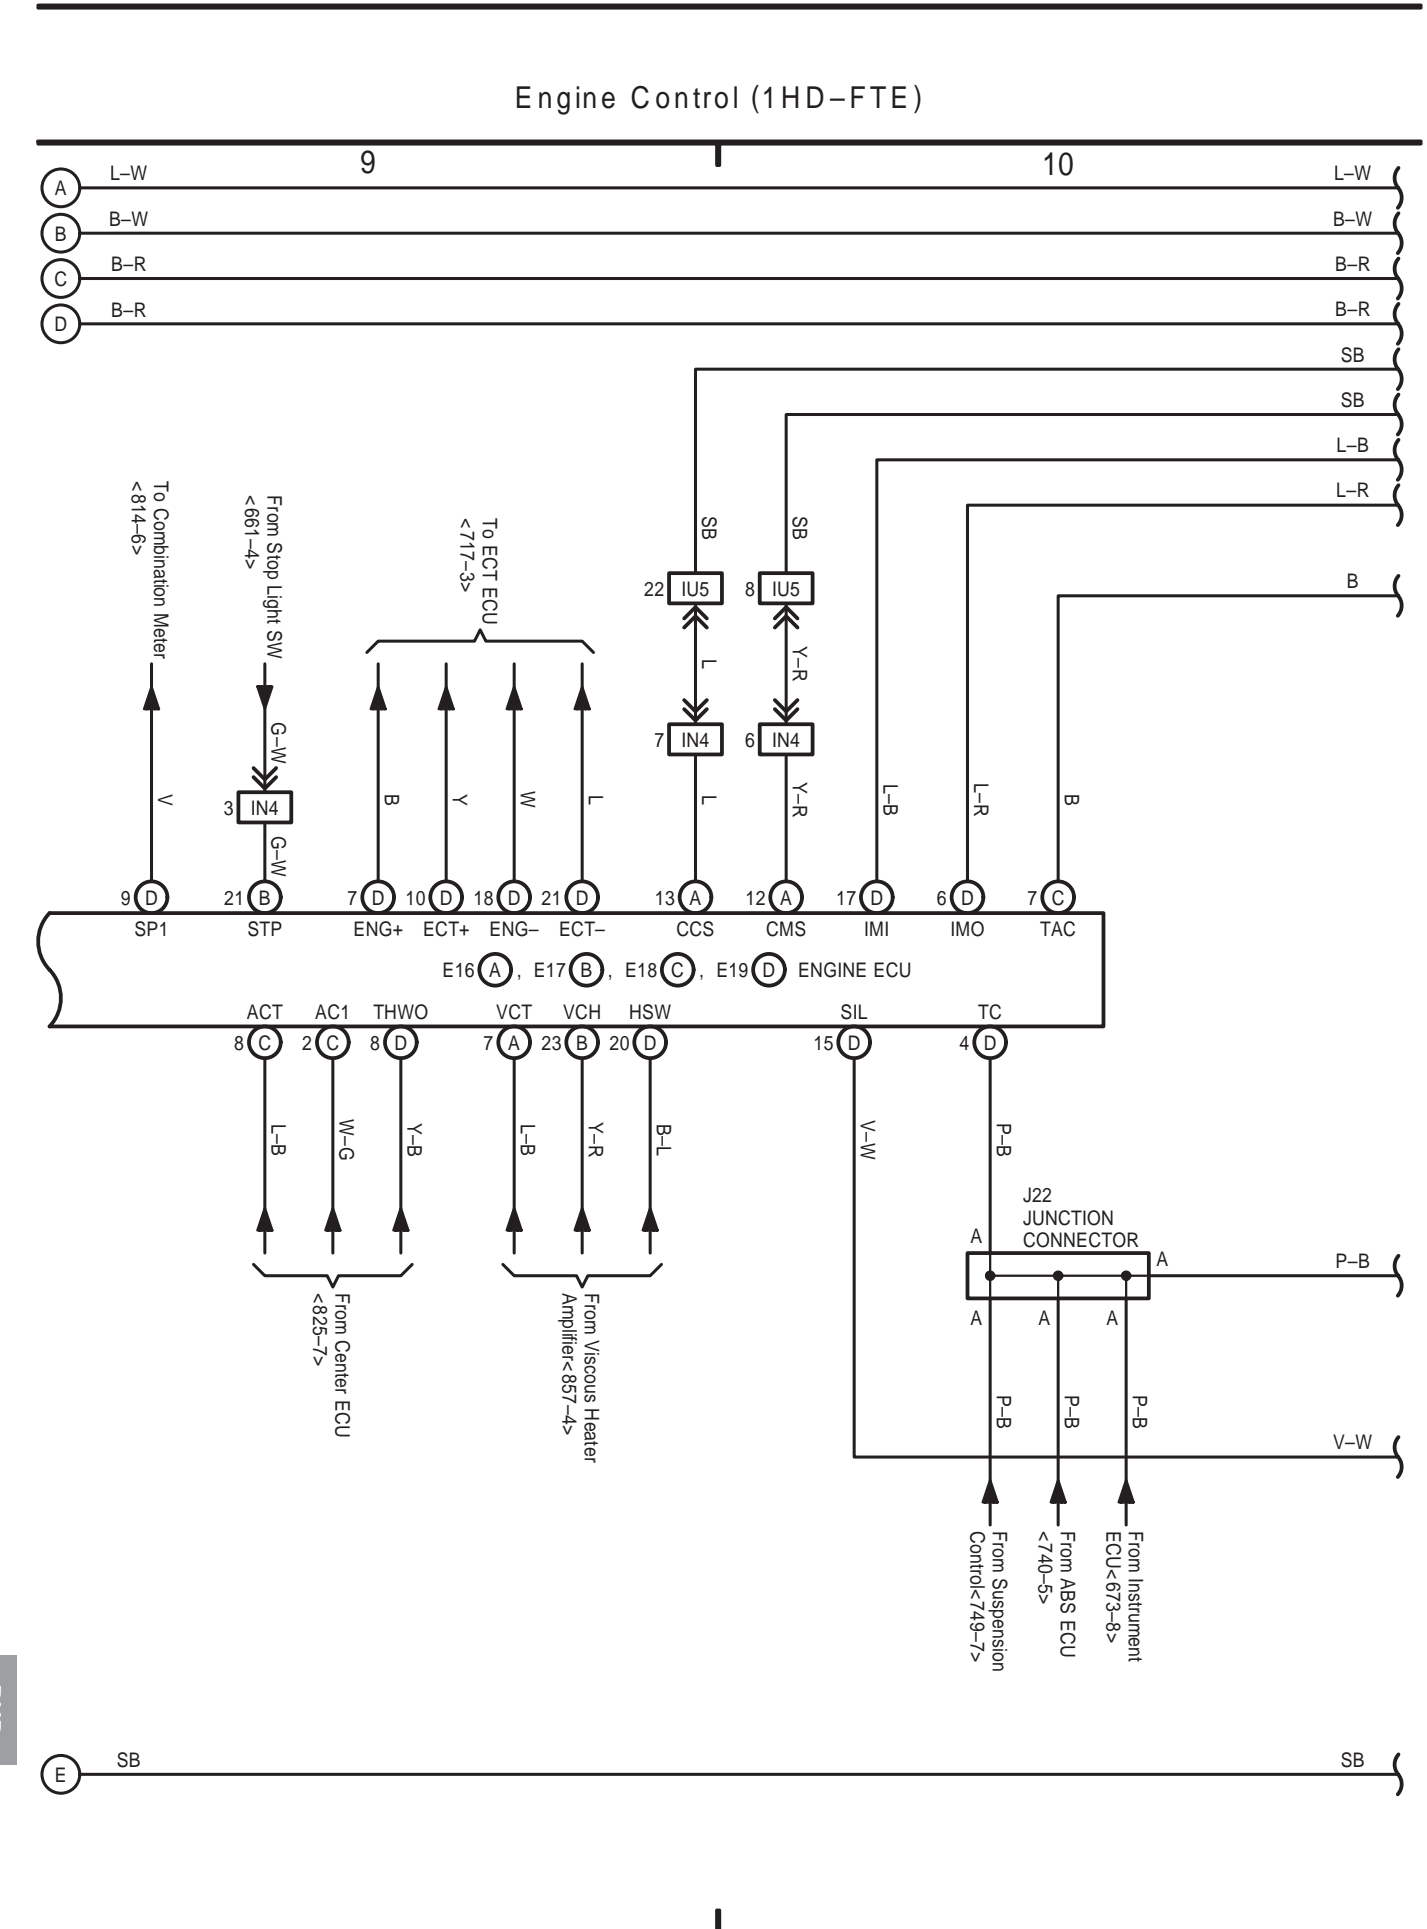 Engine Control (1HD–FTE)
9
10
A
L–W
L–W
B
B–W
B–W
C
B–R
B–R
D
B–R
B–R
SB
SB
L–B
L–R
B
To Combination Meter
<814–6>
From Stop Light SW
<661–4>
To ECT ECU
<717–3>
SB
SB
22 IU5
8 IU5
L
Y–R
G–W
7 IN4
6 IN4
3 IN4
V
B
Y
W
L
L
Y–R
L–B
L–R
B
G–W
9 D
21 B
7 D
10 D
18 D
21 D
13 A
12 A
17 D
6 D
7 C
SP1
STP
ENG+
ECT+
ENG–
ECT–
CCS
CMS
IMI
IMO
TAC
E16 A , E17 B , E18 C , E19 D ENGINE ECU
ACT
AC1
THWO
VCT
VCH
HSW
SIL
TC
8 C
2 C
8 D
7 A
23 B
20 D
15 D
4 D
L–B
W–G
Y–B
L–B
Y–R
B–L
V–W
P–B
J22
JUNCTION
CONNECTOR
A
A
P–B
A
A
A
From Center ECU
<825–7>
From Viscous Heater
Amplifier<857–4>
P–B
P–B
P–B
V–W
From Suspension
Control<749–7>
From ABS ECU
<740–5>
From Instrument
ECU<673–8>
E
SB
SB